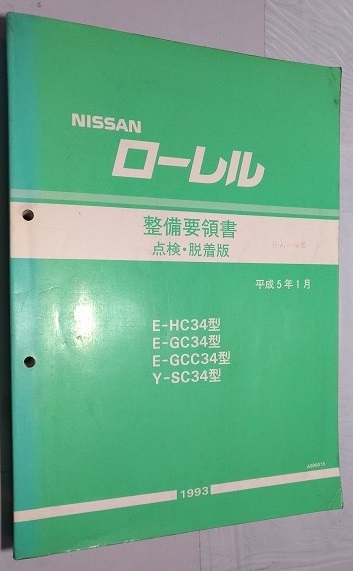 NISSAN
ローレル
整備要領書
点検・脱着版
平成5年1月
E-HC34型
E-GC34型
E-GCC34型
Y-SC34型
1993